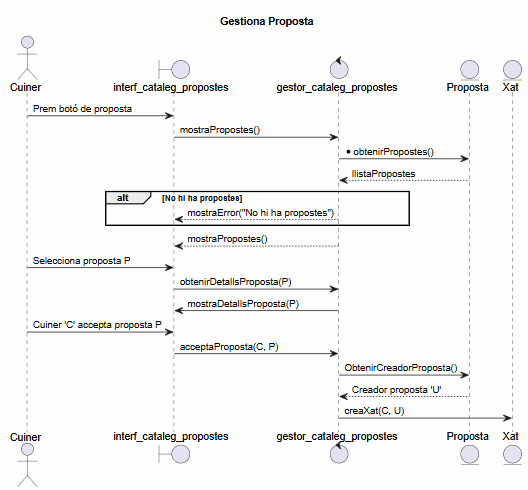 Gestiona Proposta
Cuiner interf_cataleg_propostes gestor_cataleg_propostes Proposta Xat
Prem botó de proposta
mostraPropostes()
• obtenirPropostes()
llistaPropostes
alt [No hi ha propostes]
mostraError("No hi ha propostes")
mostraPropostes()
Selecciona proposta P
obtenirDetallsProposta(P)
mostraDetallsProposta(P)
Cuiner 'C' accepta proposta P
acceptaProposta(C, P)
ObtenirCreadorProposta()
Creador proposta 'U'
creaXat(C, U)
Cuiner interf_cataleg_propostes gestor_cataleg_propostes Proposta Xat